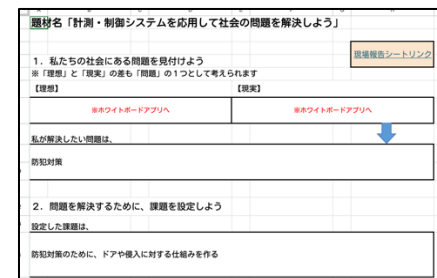 題材名「計測・制御システムを応用して社会の問題を解決しよう」
現場報告シートリンク
1．私たちの社会にある問題を見付けよう
※「理想」と「現実」の差も「問題」の１つとして考えられます
【理想】
【現実】
※ホワイトボードアプリへ
※ホワイトボードアプリへ
私が解決したい問題は、
防犯対策
2．問題を解決するために、課題を設定しよう
設定した課題は、
防犯対策のために、ドアや侵入に対する仕組みを作る